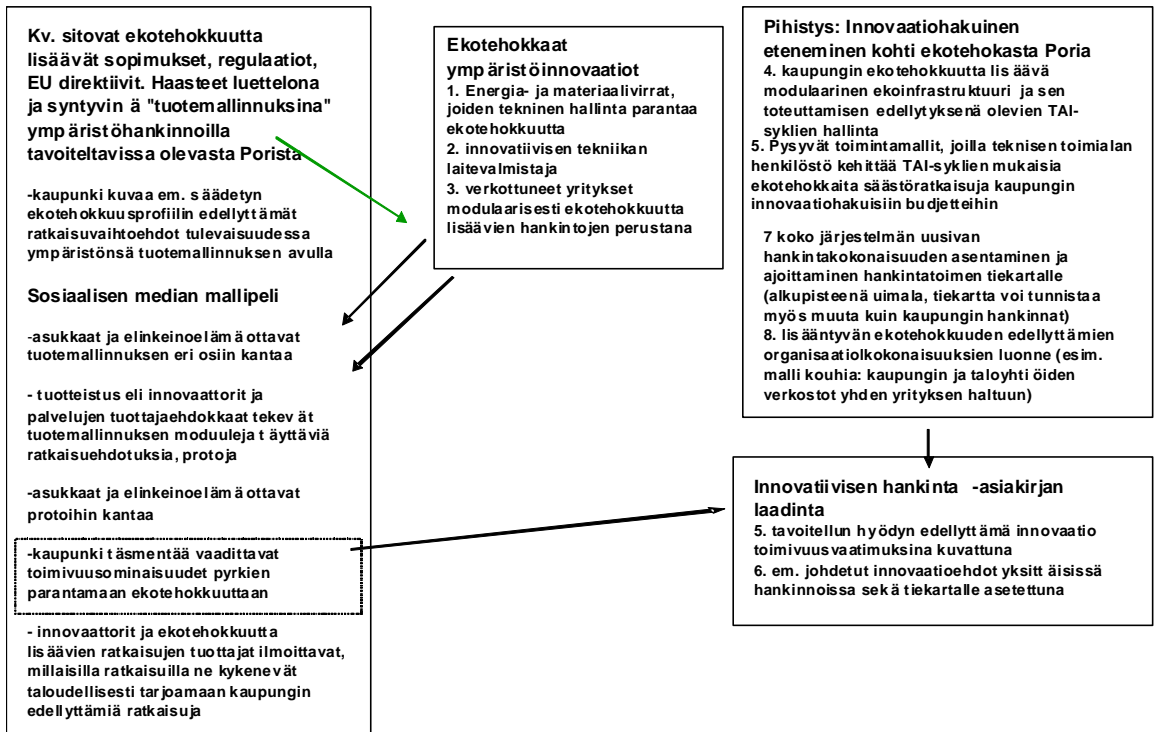 Kv. sitovat ekotehokkuutta
lisäävät sopimukset, regulaatiot,
EU direktiivit. Haasteet luettelona
ja syntyvin ä "tuotemallinnuksina"
ympäristöhankinnoilla
tavoiteltavissa olevasta Porista
-kaupunki kuvaa em. säädetyn
ekotehokkuusprofiilin edellyttämät
ratkaisuvaihtoehdot tulevaisuudessa
ympäristönsä tuotemallinnuksen avulla
Sosiaalisen median mallipeli
-asukkaat ja elinkeinoelämä ottavat
tuotemallinnuksen eri osiin kantaa
- tuotteistus eli innovaattorit ja
palvelujen tuottajaehdokkaat tekevät
tuotemallinnuksen moduuleja täyttäviä
ratkaisuehdotuksia, protoja
-asukkaat ja elinkeinoelämä ottavat
protoihin kantaa
-kaupunki täsmentää vaadittavat
toimivuusominaisuudet pyrkien
parantamaan ekotehokkuuttaan
- innovaattorit ja ekotehokkuutta
lisäävien ratkaisujen tuottajat ilmoittavat,
millaisilla ratkaisuilla ne kykenevät
taloudellisesti tarjoamaan kaupungin
edellyttämiä ratkaisuja
Ekotehokkaat
ympäristöinnovaatiot
1. Energia- ja materiaalivirrat,
joiden tekninen hallinta parantaa
ekotehokkuutta
2. innovatiivisen tekniikan
laitevalmistaja
3. verkottuneet yritykset
modulaarisesti ekotehokkuutta
lisäävien hankintojen perustana
Pihistys: Innovaatiohakuinen
eteneminen kohti ekotehokasta Poria
4. kaupungin ekotehokkuutta lisäävä
modulaarinen ekoinfrastruktuuri ja sen
toteuttamisen edellytyksenä olevien TAI-
syklien hallinta
5. Pysyvät toimintamallit, joilla teknisen toimialan
henkilöstö kehittää TAI-syklien mukaisia
ekotehokkaita säästöratkaisuja kaupungin
innovaatiohakuisiin budjetteihin
7 koko järjestelmän uusivan
hankintakokonaisuuden asentaminen ja
ajoittaminen hankintatoimen tiekartalle
(alkupisteenä uimala, tiekartta voi tunnistaa
myös muuta kuin kaupungin hankinnat)
8. lisääntyvän ekotehokkuuden edellyttämien
organisaatiolkokonaisuuksien luonne (esim.
malli kouhia: kaupungin ja taloyhtiöiden
verkostot yhden yrityksen haltuun)
Innovatiivisen hankinta -asiakirjan
laadinta
5. tavoitellun hyödyn edellyttämä innovaatio
toimivuusvaatimuksina kuvattuna
6. em. johdetut innovaatioehdot yksittäisissä
hankinnoissa sekä tiekartalle asetettuna